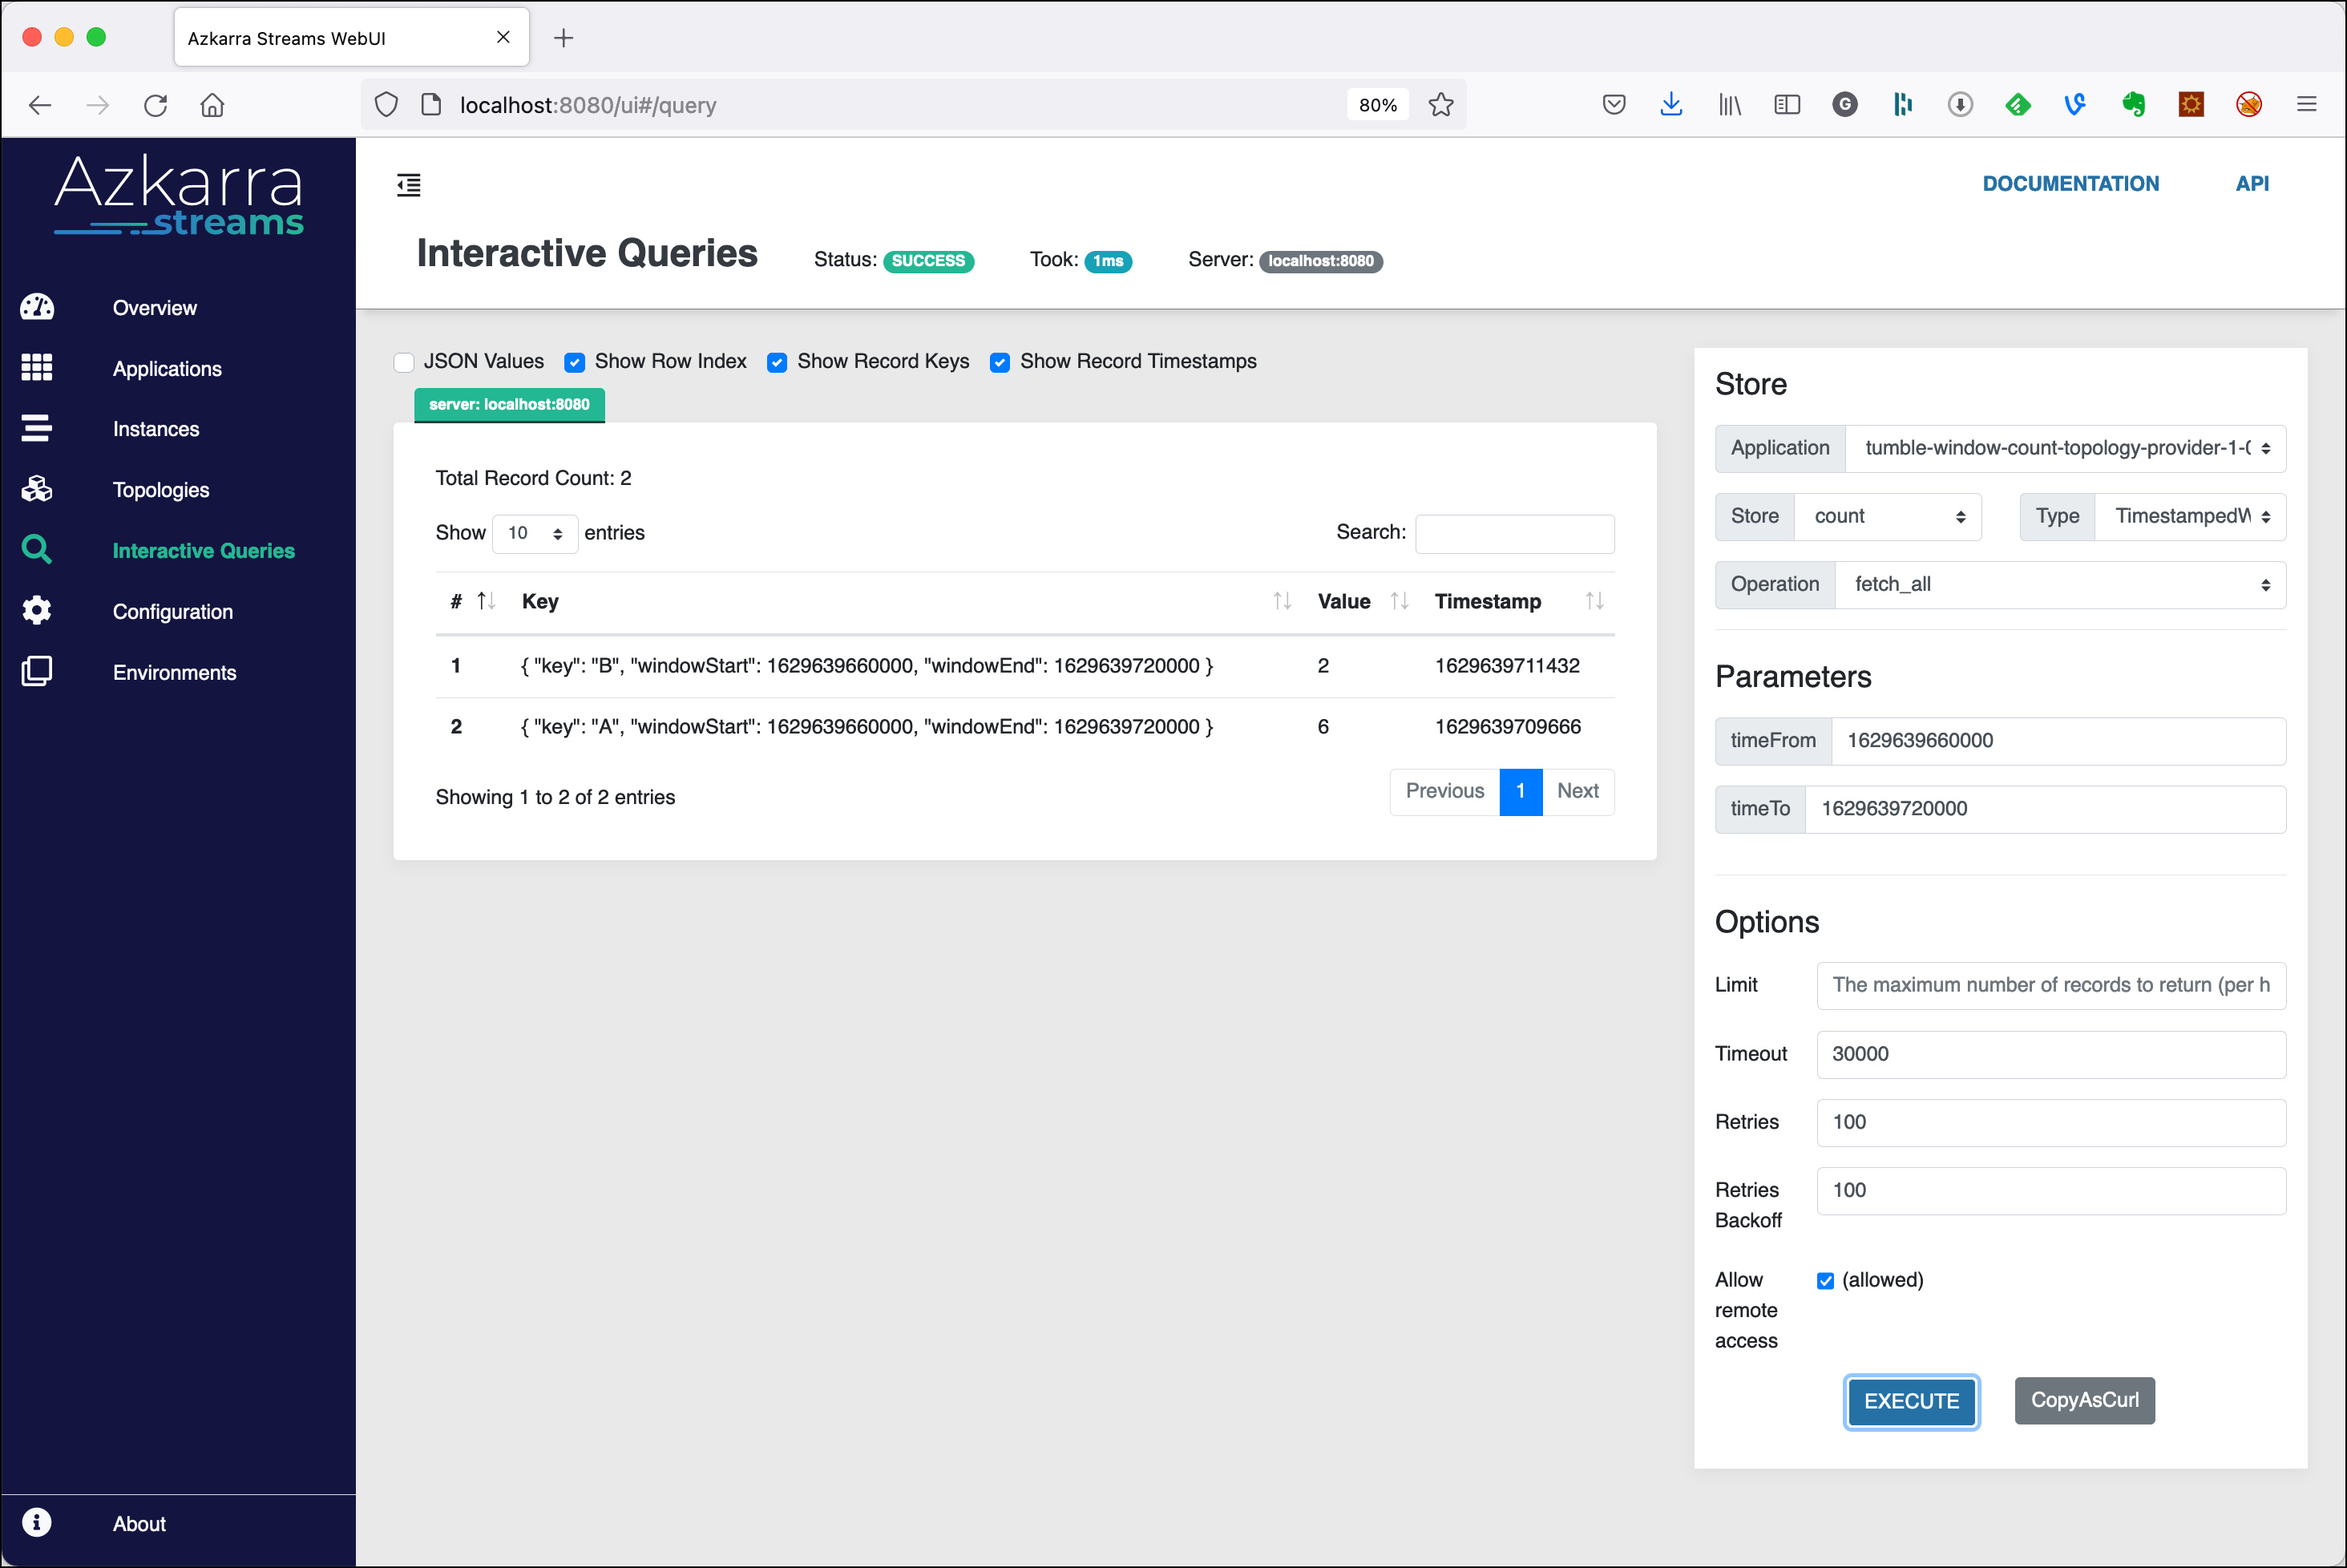 Azkarra Streams WebUI
localhost:8080/ui#/query
80%
Azkarra
streams
DOCUMENTATION
API
Interactive Queries
Status: SUCCESS
Took: 1ms
Server: localhost:8080
Overview
Applications
Instances
Topologies
Interactive Queries
Configuration
Environments
About
JSON Values
Show Row Index
Show Record Keys
Show Record Timestamps
server: localhost:8080
Total Record Count: 2
Show 10 entries
Search:
# Key Value Timestamp
1 { "key": "B", "windowStart": 1629639660000, "windowEnd": 1629639720000 } 2 1629639711432
2 { "key": "A", "windowStart": 1629639660000, "windowEnd": 1629639720000 } 6 1629639709666
Showing 1 to 2 of 2 entries
Previous 1 Next
Store
Application tumble-window-count-topology-provider-1-
Store count
Type TimestampedW
Operation fetch_all
Parameters
timeFrom 1629639660000
timeTo 1629639720000
Options
Limit The maximum number of records to return (per h
Timeout 30000
Retries 100
Retries
Backoff
100
Allow
remote
access
(allowed)
EXECUTE
CopyAsCurl